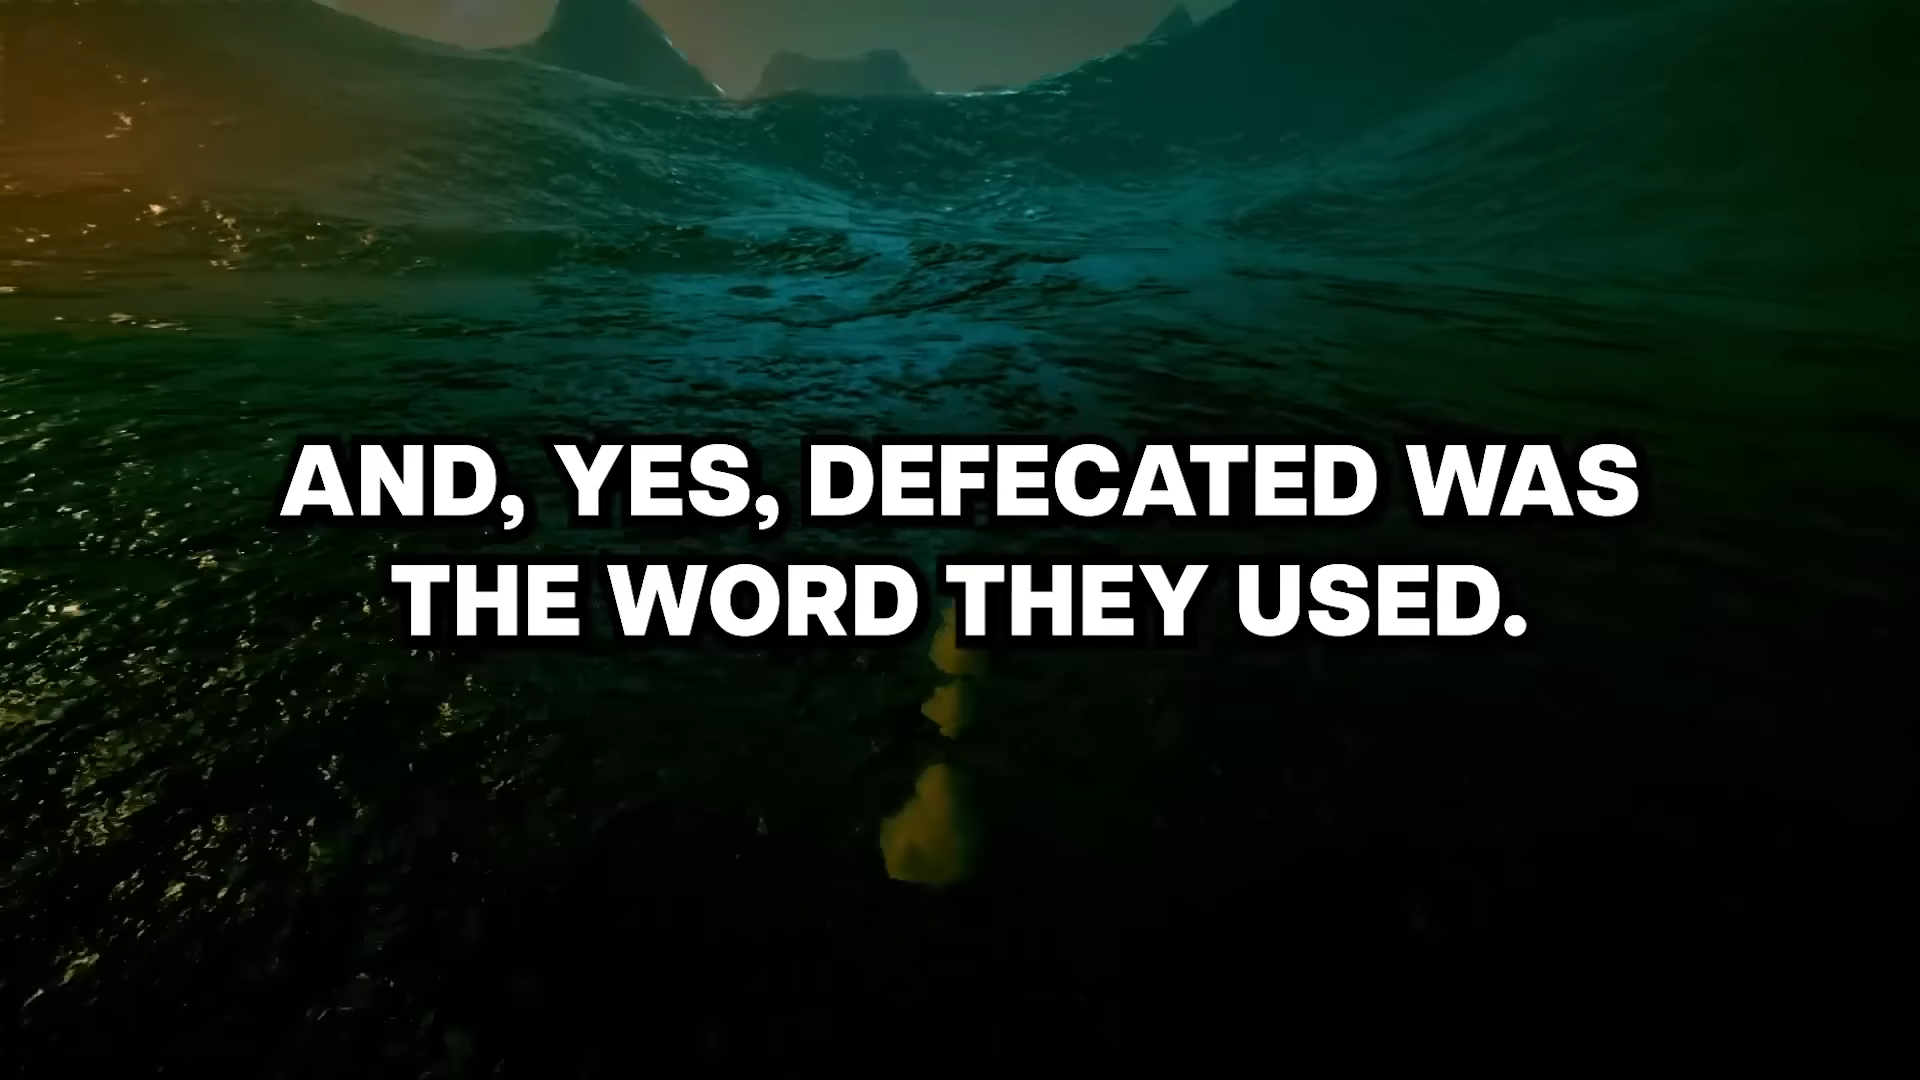 AND, YES, DEFECATED WAS
THE WORD THEY USED.